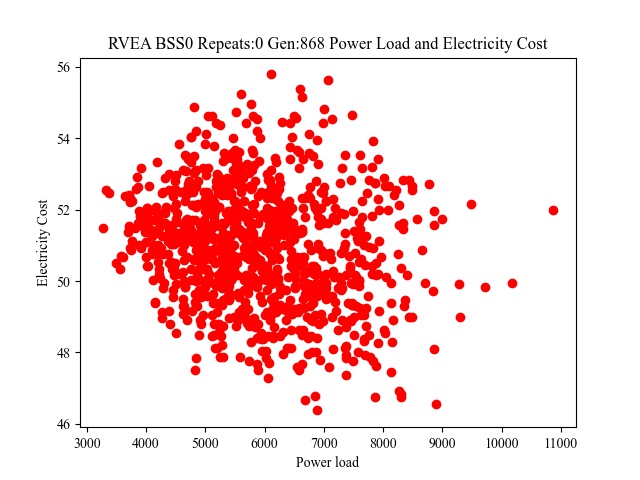 RVEA BSS0 Repeats:0 Gen:868 Power Load and Electricity Cost
56
54
52
50
48
46
Electricity Cost
3000 4000 5000 6000 7000 8000 9000 10000 11000
Power load